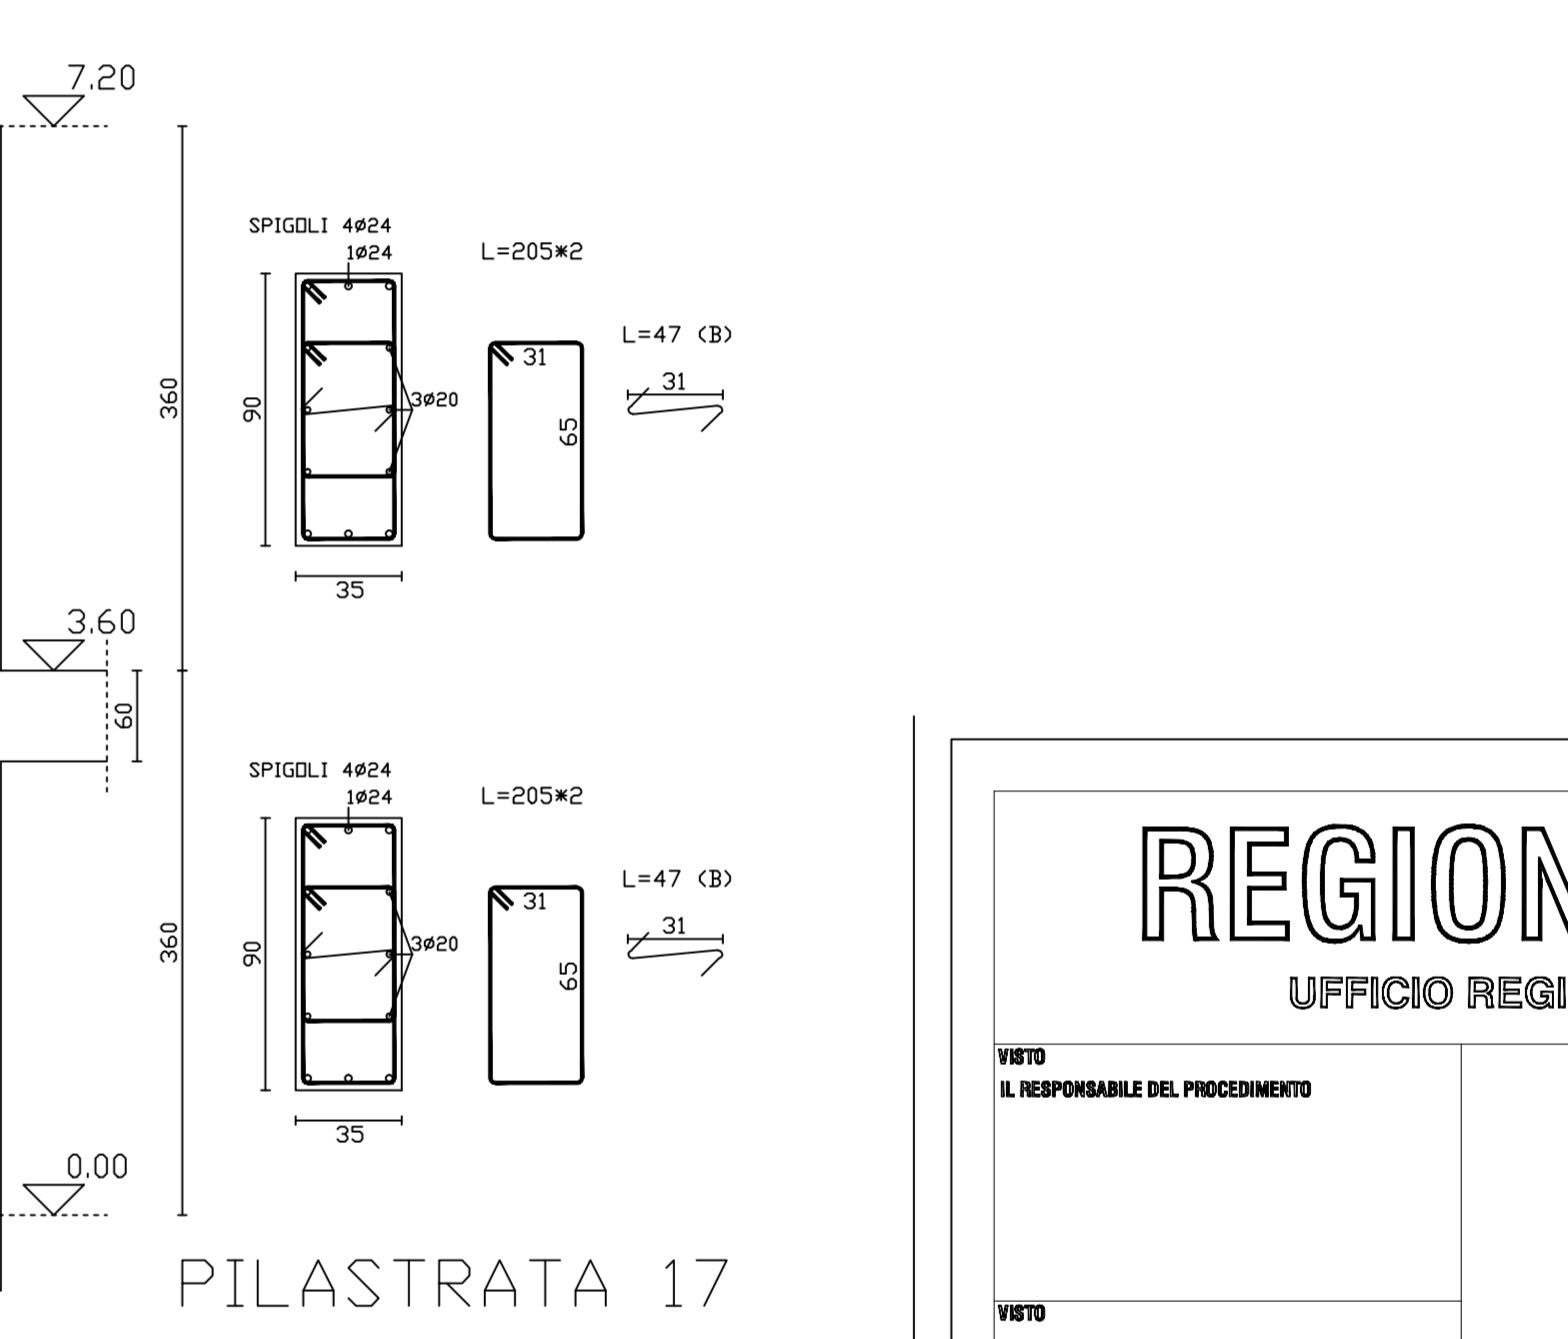 7.20
SPIGOLI 4ø24
1ø24
L=205*2
L=47 (B)
31
31
360
90
3ø20
65
35
3.60
60
SPIGOLI 4ø24
1ø24
L=205*2
L=47 (B)
31
31
360
90
3ø20
65
35
0.00
PILASTRATA 17
REGION
UFFICIO REGI
VISTO
IL RESPONSABILE DEL PROCEDIMENTO
VISTO